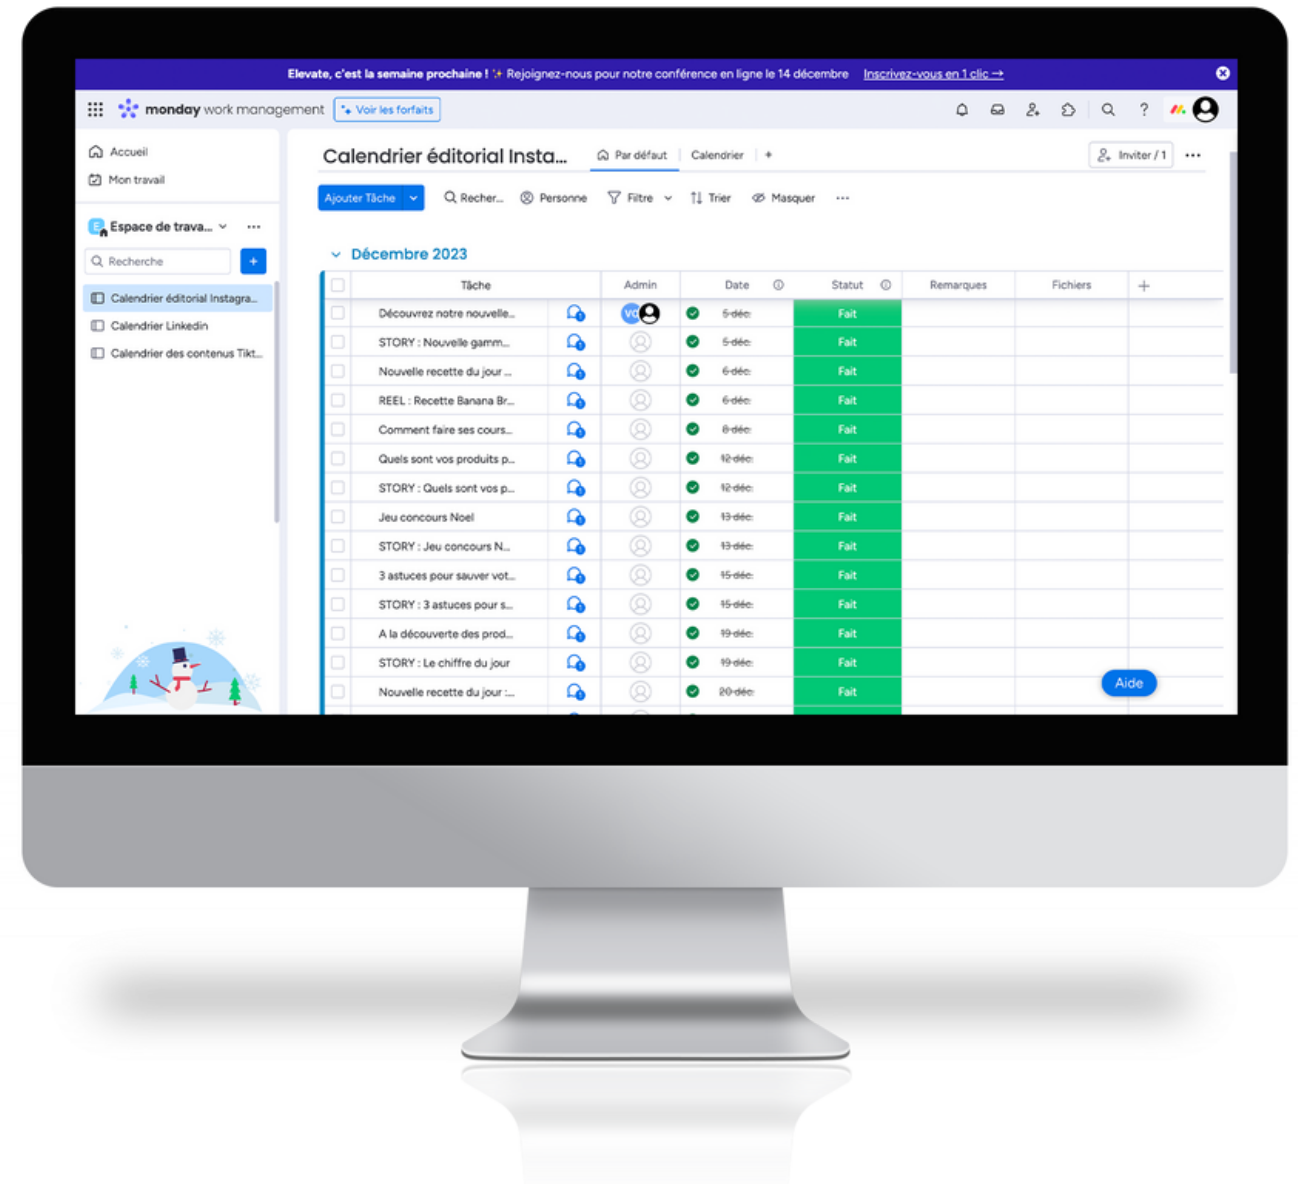 Elevate, c'est la semaine prochaine ! ✨ Rejoignez-nous pour notre conférence en ligne le 14 décembre Inscrivez-vous en 1 clic →
monday work management Voir les forfaits
Accueil
Mon travail
E Espace de trava...
Recherche
Calendrier éditorial Instagra...
Calendrier Linkedin
Calendrier des contenus Tikt...
Calendrier éditorial Insta... Par défaut Calendrier + Inviter / 1
Ajouter Tâche Recher... Personne Filtre Trier Masquer
Décembre 2023
Tâche Admin Date Statut Remarques Fichiers +
Découvrez notre nouvelle... VC 5 déc. Fait
STORY : Nouvelle gamm... 5 déc. Fait
Nouvelle recette du jour ... 6 déc. Fait
REEL : Recette Banana Br... 6 déc. Fait
Comment faire ses cours... 8 déc. Fait
Quels sont vos produits p... 12 déc. Fait
STORY : Quels sont vos p... 12 déc. Fait
Jeu concours Noel 13 déc. Fait
STORY : Jeu concours N... 13 déc. Fait
3 astuces pour sauver vot... 15 déc. Fait
STORY : 3 astuces pour s... 15 déc. Fait
A la découverte des prod... 19 déc. Fait
STORY : Le chiffre du jour 19 déc. Fait
Nouvelle recette du jour :... 20 déc. Fait
Aide